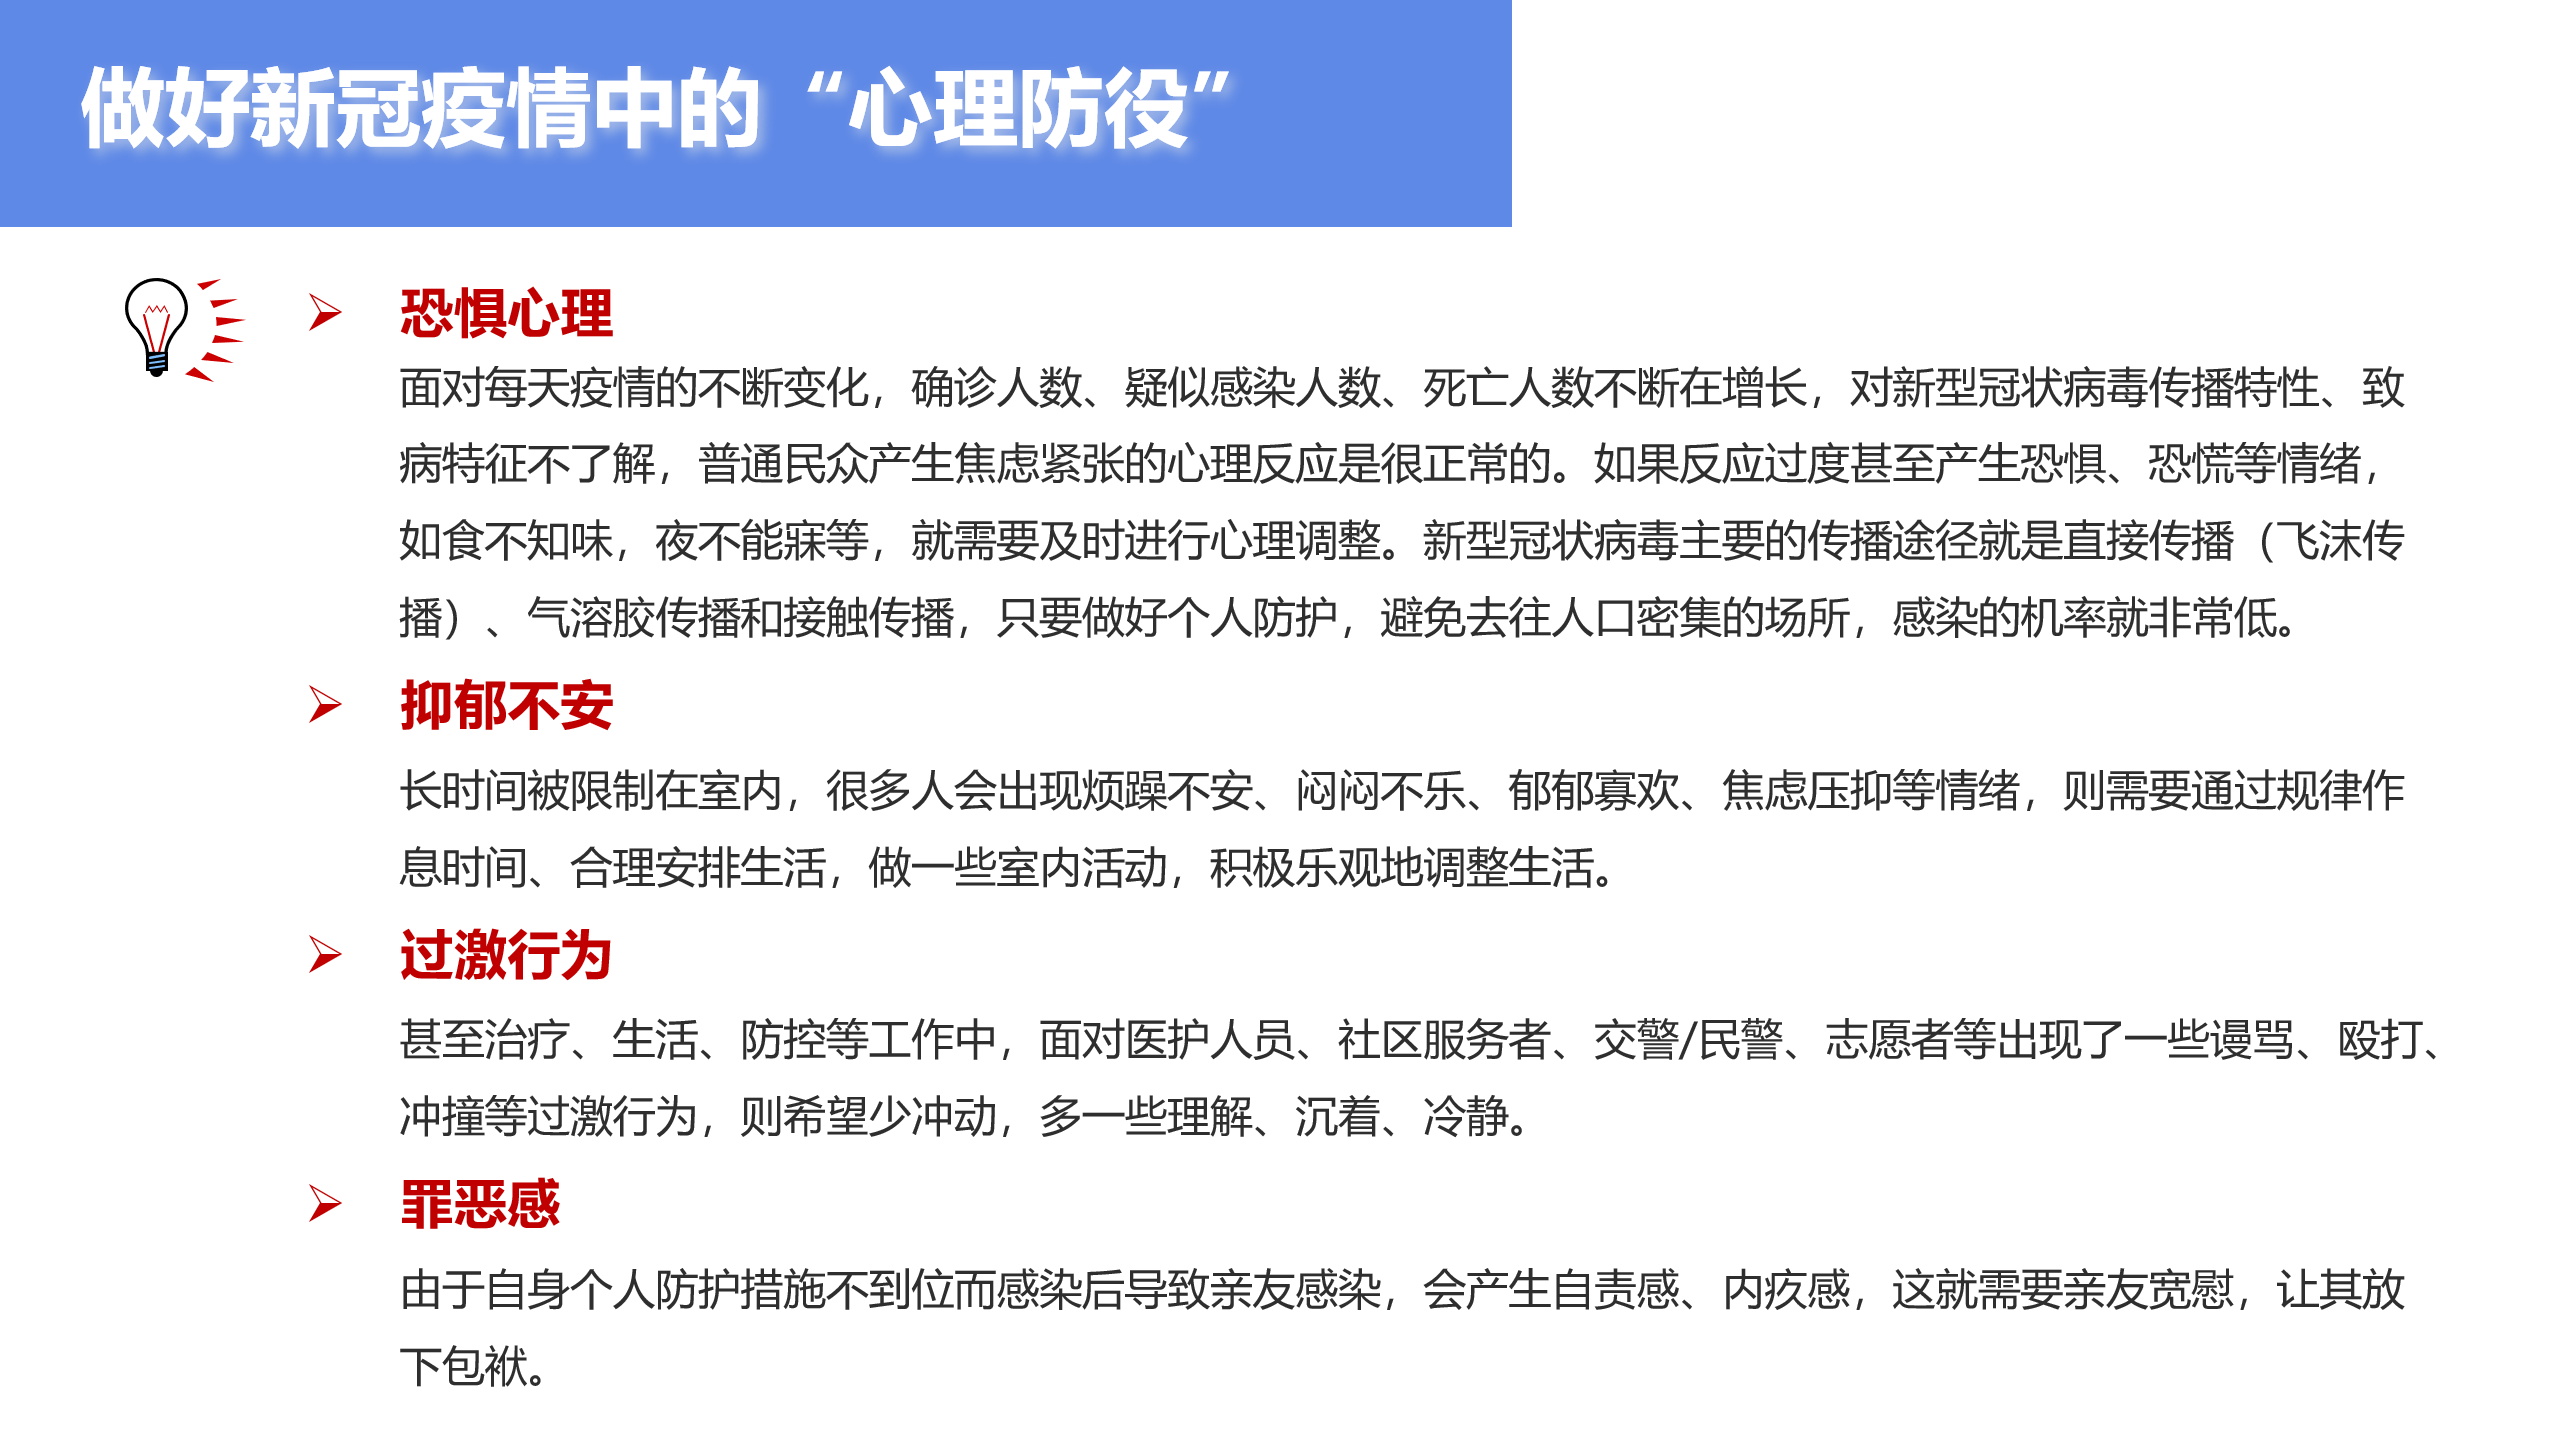 做好新冠疫情中的“心理防役”
恐惧心理
面对每天疫情的不断变化，确诊人数、疑似感染人数、死亡人数不断在增长，对新型冠状病毒传播特性、致
病特征不了解，普通民众产生焦虑紧张的心理反应是很正常的。如果反应过度甚至产生恐惧、恐慌等情绪，
如食不知味，夜不能寐等，就需要及时进行心理调整。新型冠状病毒主要的传播途径就是直接传播（飞沫传
播）、气溶胶传播和接触传播，只要做好个人防护，避免去往人口密集的场所，感染的机率就非常低。
抑郁不安
长时间被限制在室内，很多人会出现烦躁不安、闷闷不乐、郁郁寡欢、焦虑压抑等情绪，则需要通过规律作
息时间、合理安排生活，做一些室内活动，积极乐观地调整生活。
过激行为
甚至治疗、生活、防控等工作中，面对医护人员、社区服务者、交警/民警、志愿者等出现了一些谩骂、殴打、
冲撞等过激行为，则希望少冲动，多一些理解、沉着、冷静。
罪恶感
由于自身个人防护措施不到位而感染后导致亲友感染，会产生自责感、内疚感，这就需要亲友宽慰，让其放
下包袱。